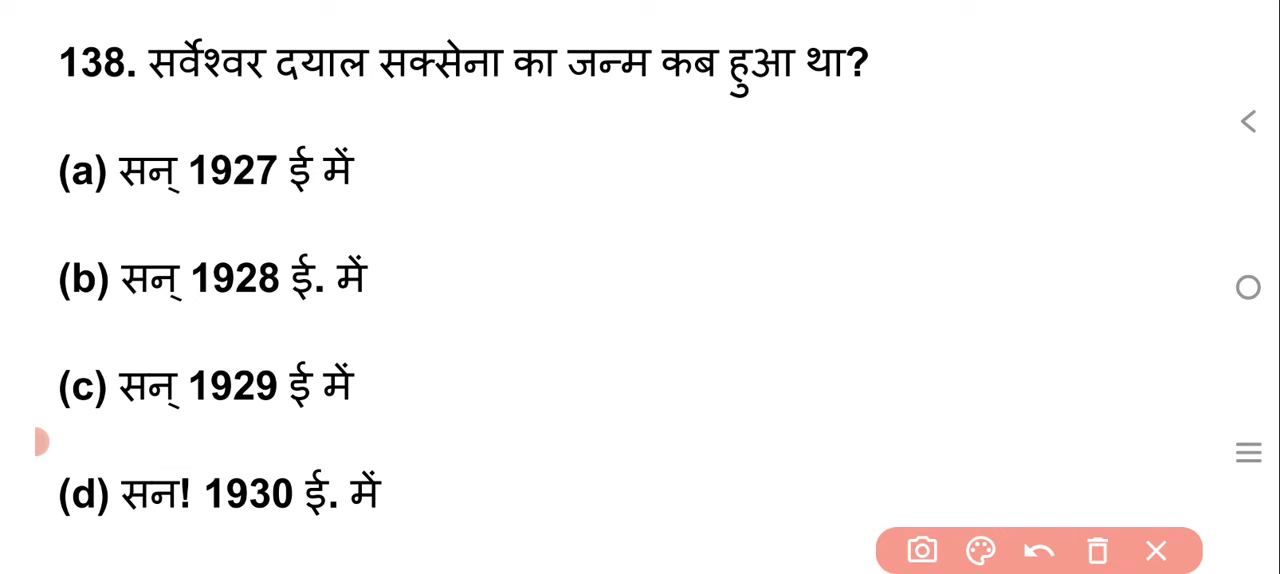 138. सर्वेश्वर दयाल सक्सेना का जन्म कब हुआ था?
(a) सन् 1927 ई में
(b) सन् 1928 ई. में
(c) सन् 1929 ई में
(d) सन! 1930 ई. में